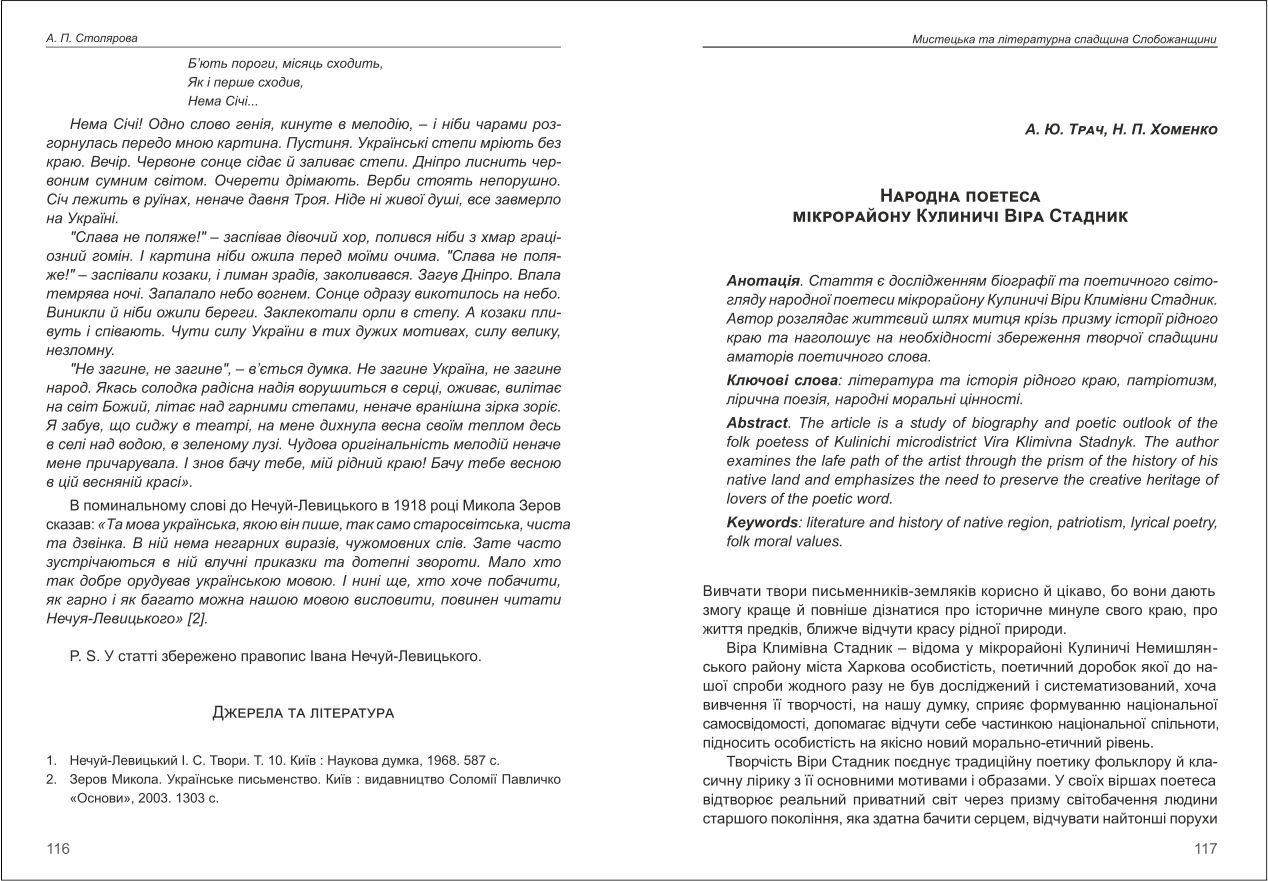 А. П. Столярова
Б’ють пороги, місяць сходить,
Як і перше сходив,
Нема Січі...
Нема Січі! Одно слово генія, кинуте в мелодію, – і ніби чарами роз-
горнулась передо мною картина. Пустиня. Українські степи мріють без
краю. Вечір. Червоне сонце сідає й заливає степи. Дніпро лиснить чер-
воним сумним світом. Очерети дрімають. Верби стоять непорушно.
Січ лежить в руїнах, неначе давня Троя. Ніде ні живої душі, все завмерло
на Україні.
"Слава не поляже!" – заспівав дівочий хор, полився ніби з хмар граці-
озний гомін. І картина ніби ожила перед моїми очима. "Слава не поля-
же!" – заспівали козаки, і лиман зрадів, заколивався. Загув Дніпро. Впала
темрява ночі. Запалало небо вогнем. Сонце одразу викотилось на небо.
Виникли й ніби ожили береги. Заклекотали орли в степу. А козаки пли-
вуть і співають. Чути силу України в тих дужих мотивах, силу велику,
незломну.
"Не загине, не загине", – в’ється думка. Не загине Україна, не загине
народ. Якась солодка радісна надія ворушиться в серці, оживає, вилітає
на світ Божий, літає над гарними степами, неначе вранішна зірка зоріє.
Я забув, що сиджу в театрі, на мене дихнула весна своїм теплом десь
в селі над водою, в зеленому лузі. Чудова оригінальність мелодій неначе
мене причарувала. І знов бачу тебе, мій рідний краю! Бачу тебе весною
в цій весняній красі».
В поминальному слові до Нечуй-Левицького в 1918 році Микола Зеров
сказав: «Та мова українська, якою він пише, так само старосвітська, чиста
та дзвінка. В ній нема негарних виразів, чужомовних слів. Зате часто
зустрічаються в ній влучні приказки та дотепні звороти. Мало хто
так добре орудував українською мовою. І нині ще, хто хоче побачити,
як гарно і як багато можна нашою мовою висловити, повинен читати
Нечуя-Левицького» [2].
P. S. У статті збережено правопис Івана Нечуй-Левицького.
Джерела та література
1. Нечуй-Левицький І. С. Твори. Т. 10. Київ : Наукова думка, 1968. 587 с.
2. Зеров Микола. Українське письменство. Київ : видавництво Соломії Павличко
«Основи», 2003. 1303 с.
116
Мистецька та літературна спадщина Слобожанщини
А. Ю. Трач, Н. П. Хоменко
Народна поетеса
мікрорайону Кулиничі Віра Стадник
Анотація. Стаття є дослідженням біографії та поетичного світо-
гляду народної поетеси мікрорайону Кулиничі Віри Климівни Стадник.
Автор розглядає життєвий шлях митця крізь призму історії рідного
краю та наголошує на необхідності збереження творчої спадщини
аматорів поетичного слова.
Ключові слова: література та історія рідного краю, патріотизм,
лірична поезія, народні моральні цінності.
Abstract. The article is a study of biography and poetic outlook of the
folk poetess of Kulinichi microdistrict Vira Klimivna Stadnyk. The author
examines the lafe path of the artist through the prism of the history of his
native land and emphasizes the need to preserve the creative heritage of
lovers of the poetic word.
Keywords: literature and history of native region, patriotism, lyrical poetry,
folk moral values.
Вивчати твори письменників-земляків корисно й цікаво, бо вони дають
змогу краще й повніше дізнатися про історичне минуле свого краю, про
життя предків, ближче відчути красу рідної природи.
Віра Климівна Стадник – відома у мікрорайоні Кулиничі Немишлян-
ського району міста Харкова особистість, поетичний доробок якої до на-
шої спроби жодного разу не був досліджений і систематизований, хоча
вивчення її творчості, на нашу думку, сприяє формуванню національної
самосвідомості, допомагає відчути себе частинкою національної спільноти,
підносить особистість на якісно новий морально-етичний рівень.
Творчість Віри Стадник поєднує традиційну поетику фольклору й кла-
сичну лірику з її основними мотивами і образами. У своїх віршах поетеса
відтворює реальний приватний світ через призму світобачення людини
старшого покоління, яка здатна бачити серцем, відчувати найтонші порухи
117